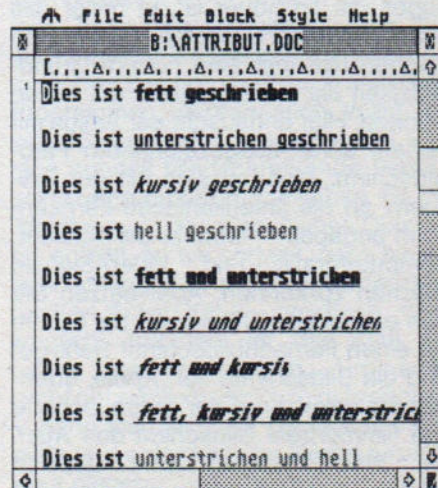 File Edit Block Style Help
B:\ATTRIBUT.DOC
1
Dies ist fett geschrieben
Dies ist unterstrichen geschrieben
Dies ist kursiv geschrieben
Dies ist hell geschrieben
Dies ist fett und unterstrichen
Dies ist kursiv und unterstrichen
Dies ist fett und kursiv
Dies ist fett, kursiv und unterstric
Dies ist unterstrichen und hell